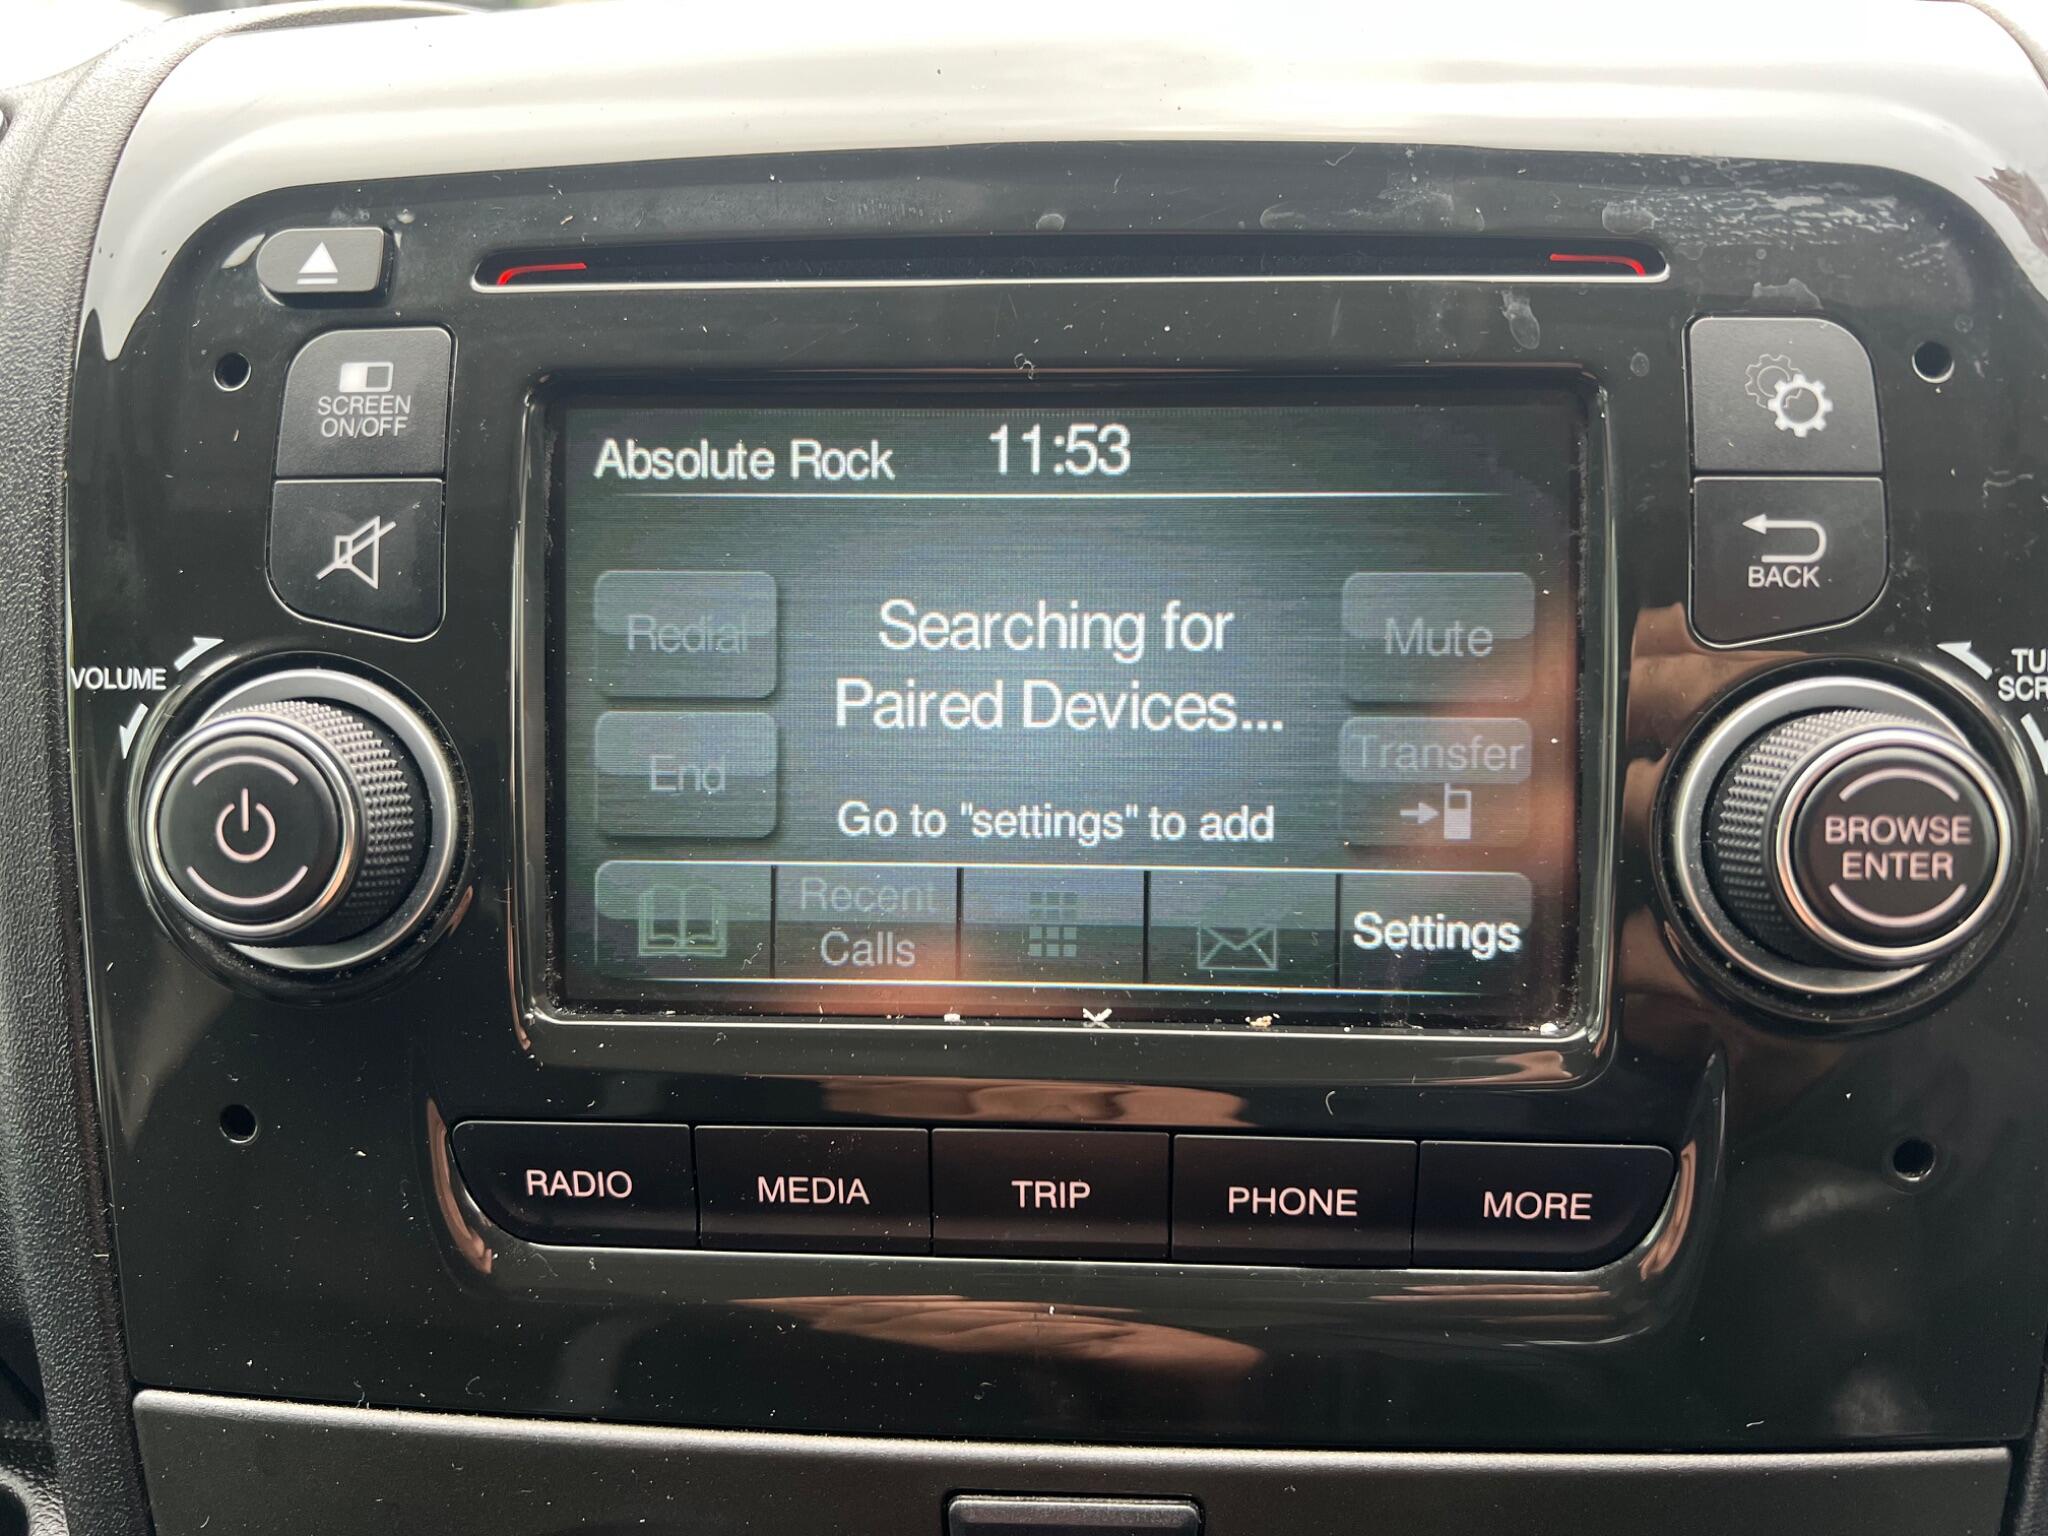 SCREEN
ON/OFF
VOLUME
Absolute Rock 11:53
Redial
End
Searching for
Paired Devices...
Go to "settings" to add
Mute
Transfer
Recent
Calls
Settings
BACK
BROWSE
ENTER
RADIO MEDIA TRIP PHONE MORE